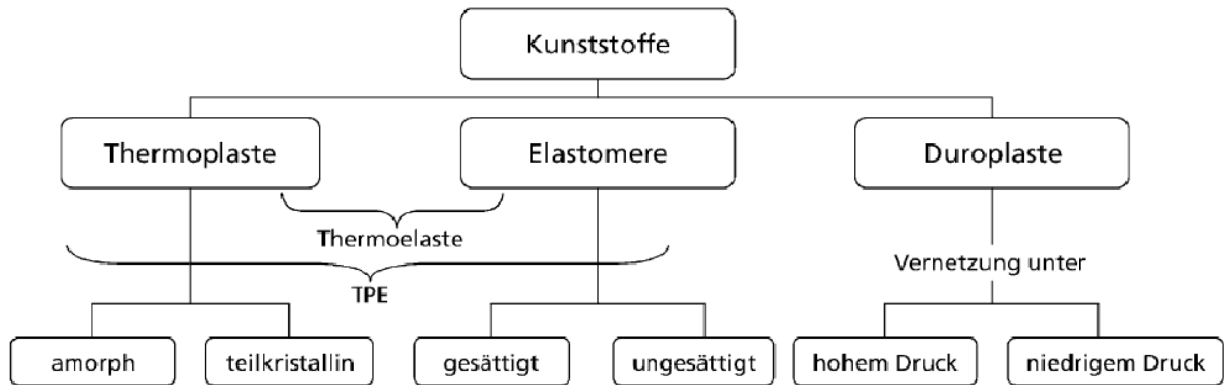 Kunststoffe
Thermoplaste
Elastomere
Duroplaste
Thermoelaste
TPE
Vernetzung unter
amorph
teilkristallin
gesättigt
ungesättigt
hohem Druck
niedrigem Druck